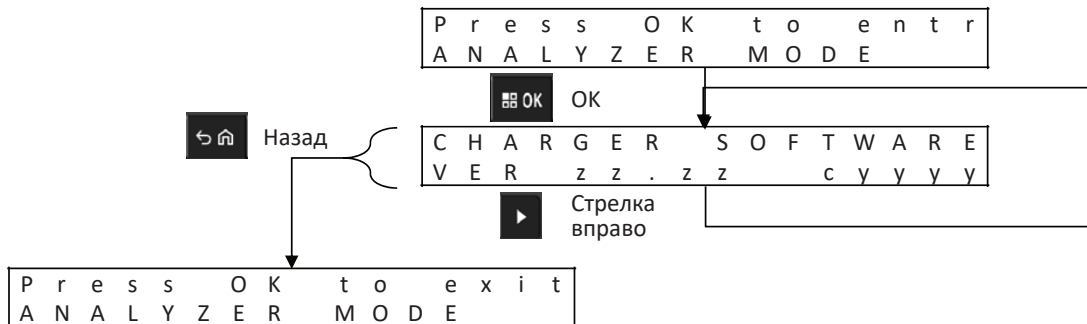 Press OK to entr
ANALYZER MODE
OK OK
Назад
CHARGER SOFTWARE
VER zz.zz cyyyy
Стрелка
вправо
Press OK to exit
ANALYZER MODE